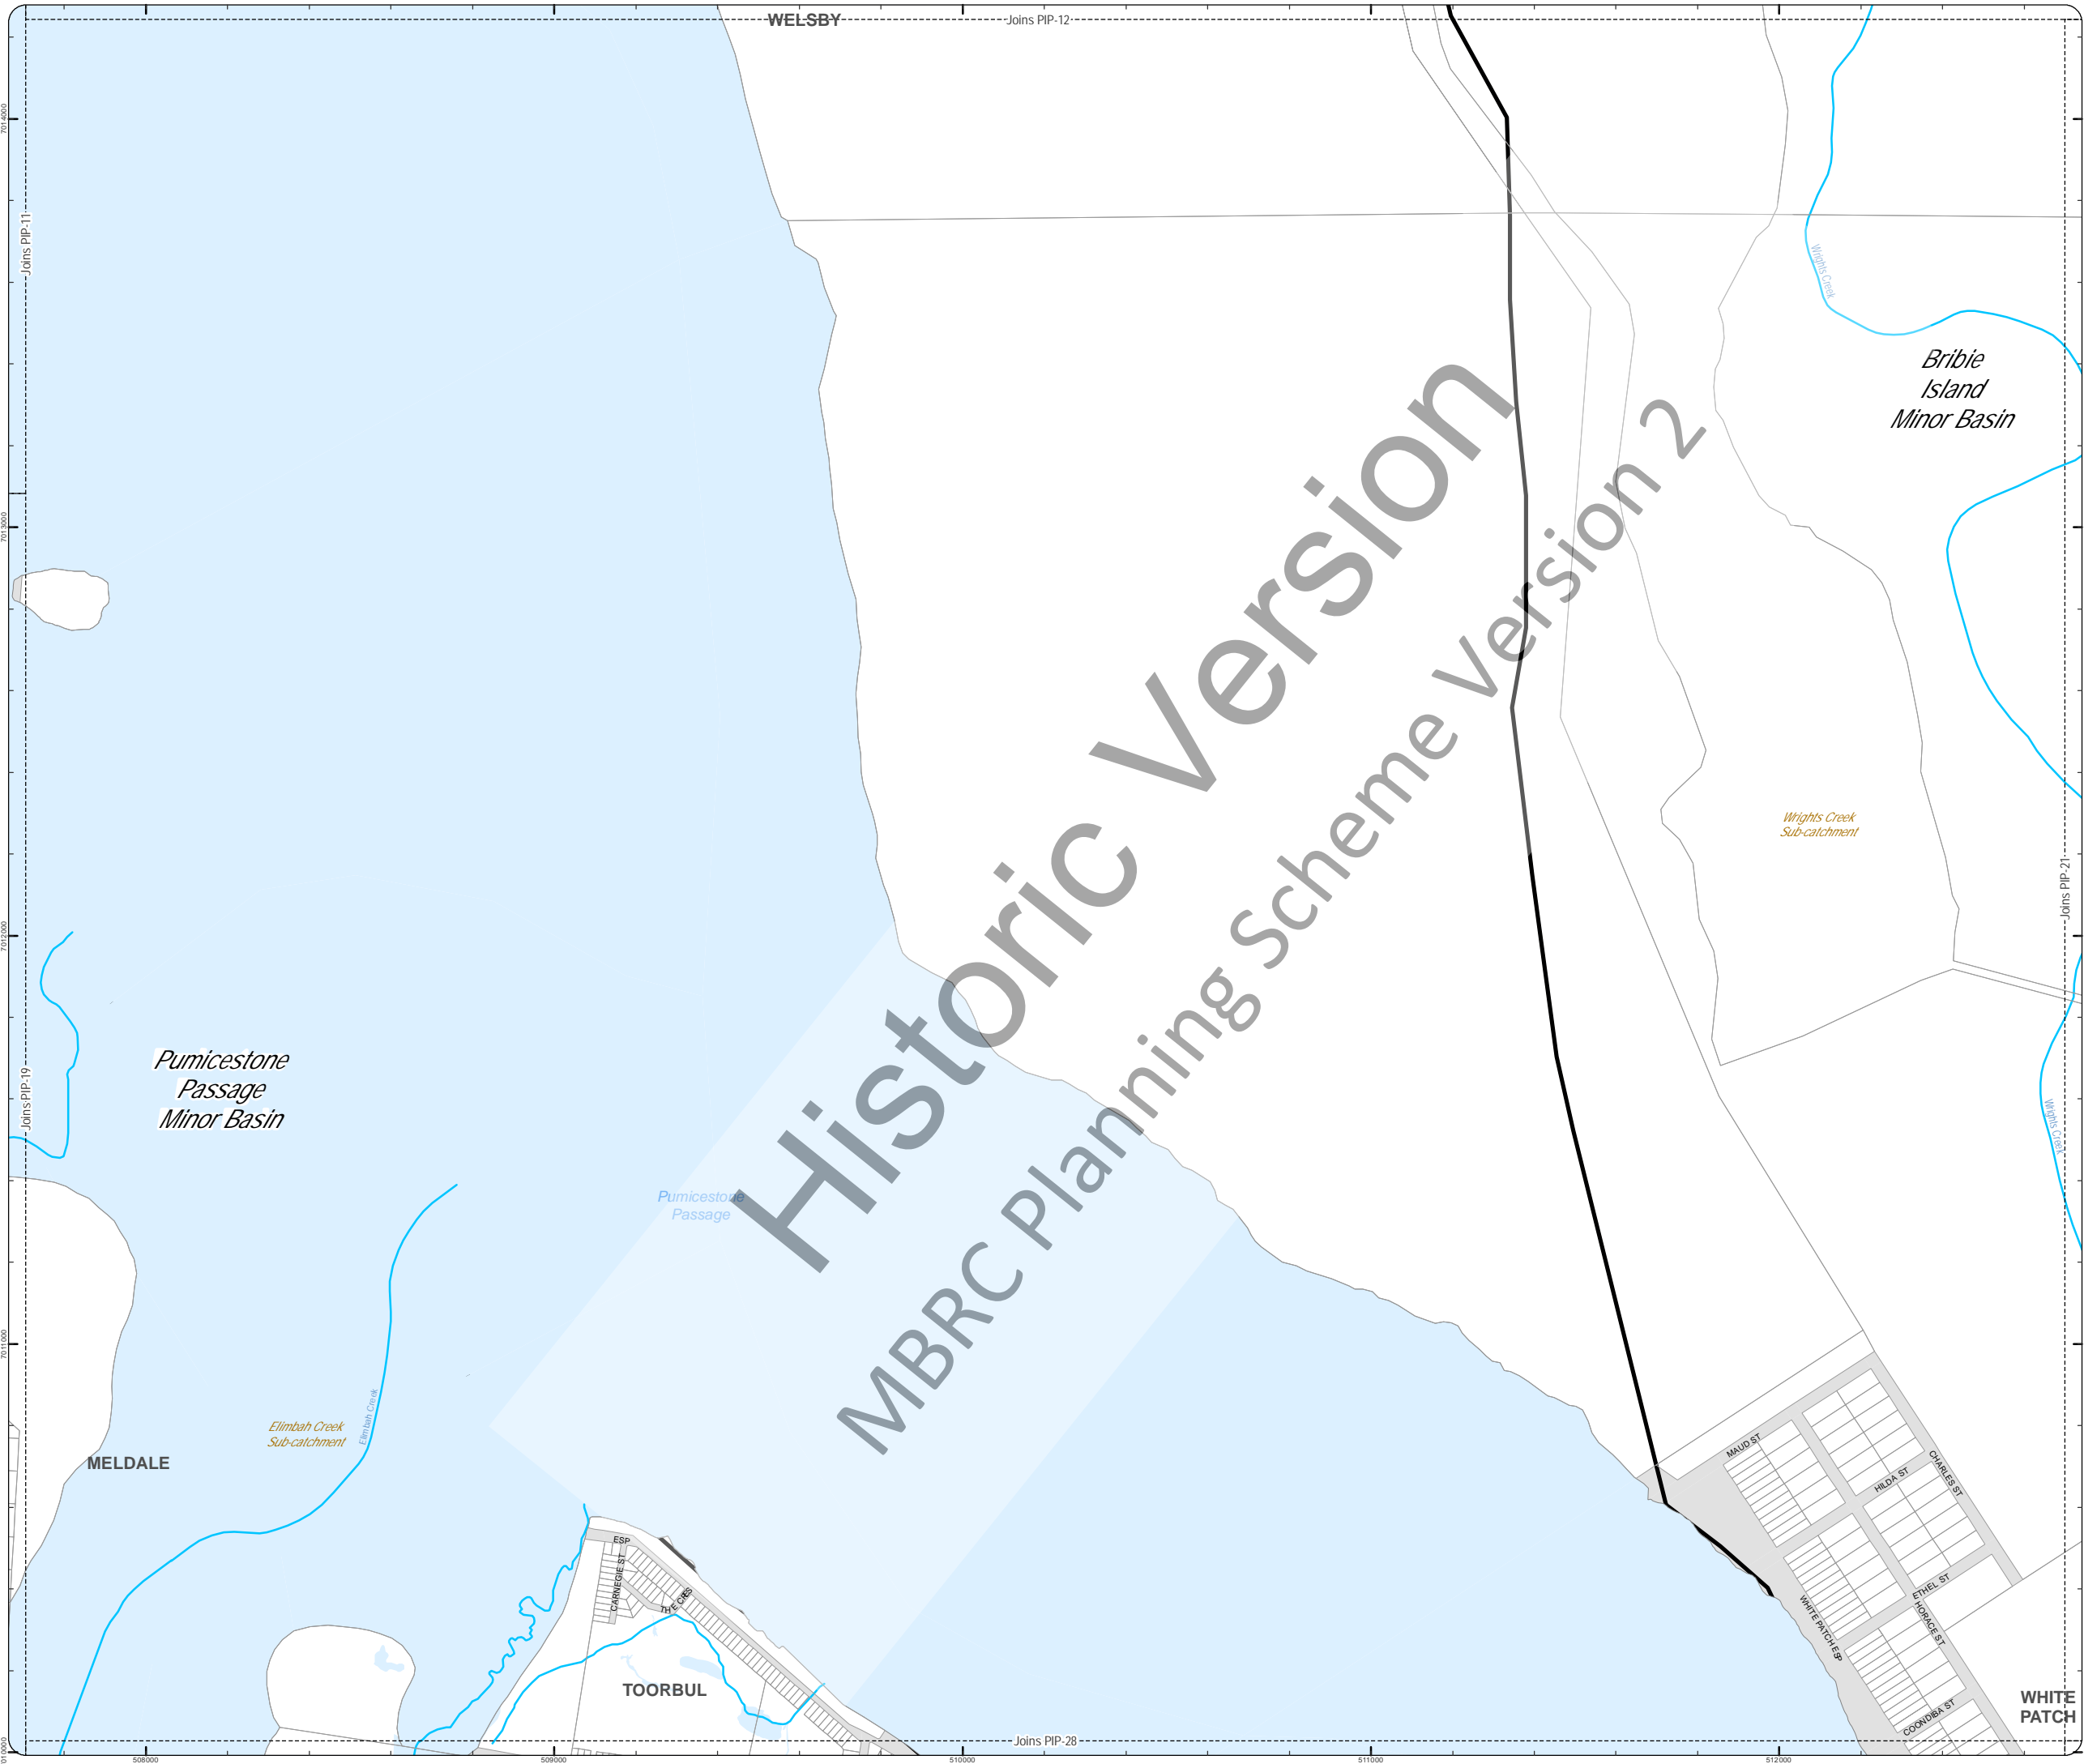 WELSBY
Joins PIP-12
7014000
Joins PIP-11
Wrights Creek
Bribie
Island
Minor Basin
7013000
Historic Version
MBRC Planning Scheme Version 2
Wrights Creek
Sub-catchment
Joins PIP-21
7012000
Pumicestone
Passage
Minor Basin
Joins PIP-19
Wrights Creek
Pumicestone
Passage
7011000
Elimbah Creek
Sub-catchment
Elimbah Creek
MELDALE
MAUD ST
HILDA ST
CHARLES ST
ESP
CARNEGIE ST
THE CRES
ETHEL ST
HORACE ST
WHITE PATCH ESP
TOORBUL
COONDIBA ST
WHITE
PATCH
Joins PIP-28
508000
509000
510000
511000
512000